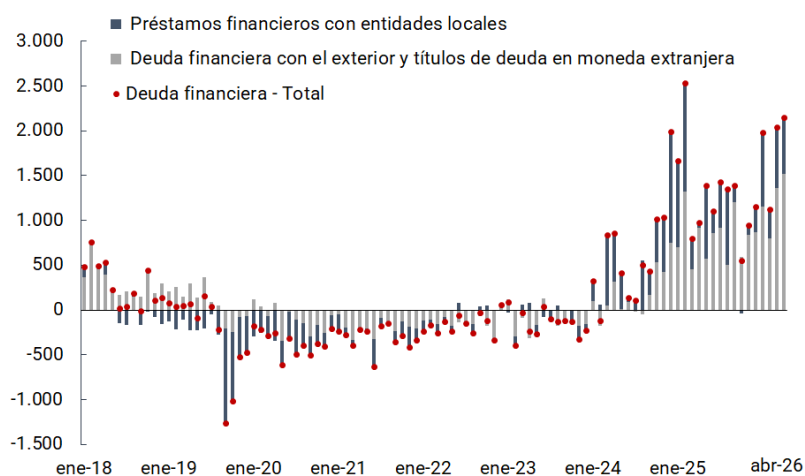 Préstamos financieros con entidades locales
Deuda financiera con el exterior y títulos de deuda en moneda extranjera
Deuda financiera - Total
3.000
2.500
2.000
1.500
1.000
500
0
-500
-1.000
-1.500
ene-18 ene-19 ene-20 ene-21 ene-22 ene-23 ene-24 ene-25 abr-26